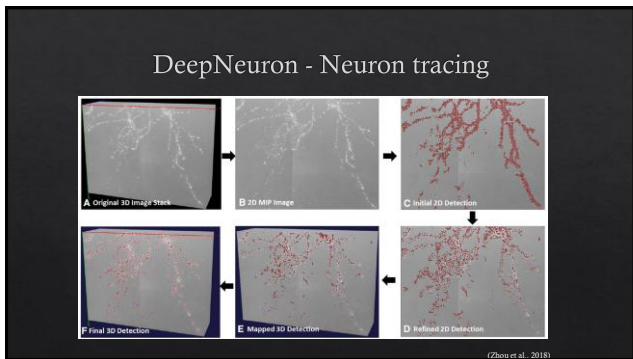 DeepNeuron - Neuron tracing
A Original 3D Image Stack
B 2D MIP Image
C Initial 2D Detection
F Final 3D Detection
E Mapped 3D Detection
D Refined 2D Detection
(Zhou et al., 2018)